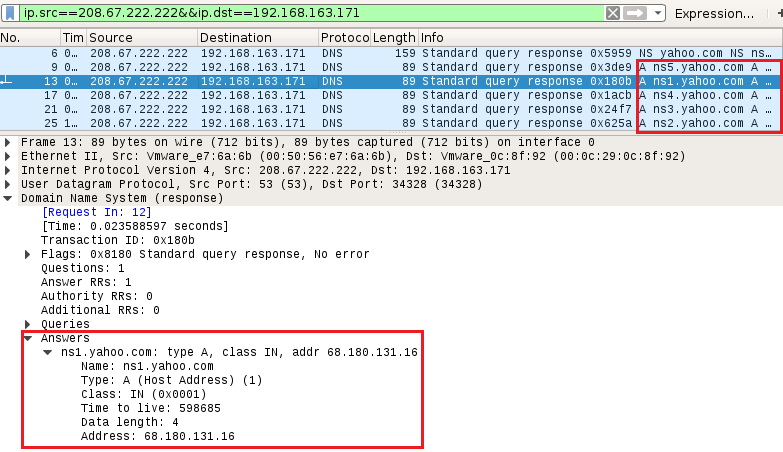 ip.src==208.67.222.222&&ip.dst==192.168.163.171 Expression… +
No. Tim Source Destination Protoco Length Info
6 0… 208.67.222.222 192.168.163.171 DNS 159 Standard query response 0x5959 NS yahoo.com NS ns…
9 0… 208.67.222.222 192.168.163.171 DNS 89 Standard query response 0x3de9 A ns5.yahoo.com A …
13 0… 208.67.222.222 192.168.163.171 DNS 89 Standard query response 0x180b A ns1.yahoo.com A …
17 0… 208.67.222.222 192.168.163.171 DNS 89 Standard query response 0x1acb A ns4.yahoo.com A …
21 0… 208.67.222.222 192.168.163.171 DNS 89 Standard query response 0x24f7 A ns3.yahoo.com A …
25 1… 208.67.222.222 192.168.163.171 DNS 89 Standard query response 0x625a A ns2.yahoo.com A …
Frame 13: 89 bytes on wire (712 bits), 89 bytes captured (712 bits) on interface 0
Ethernet II, Src: Vmware_e7:6a:6b (00:50:56:e7:6a:6b), Dst: Vmware_0c:8f:92 (00:0c:29:0c:8f:92)
Internet Protocol Version 4, Src: 208.67.222.222, Dst: 192.168.163.171
User Datagram Protocol, Src Port: 53 (53), Dst Port: 34328 (34328)
Domain Name System (response)
[Request In: 12]
[Time: 0.023588597 seconds]
Transaction ID: 0x180b
Flags: 0x8180 Standard query response, No error
Questions: 1
Answer RRs: 1
Authority RRs: 0
Additional RRs: 0
Queries
Answers
ns1.yahoo.com: type A, class IN, addr 68.180.131.16
Name: ns1.yahoo.com
Type: A (Host Address) (1)
Class: IN (0x0001)
Time to live: 598685
Data length: 4
Address: 68.180.131.16